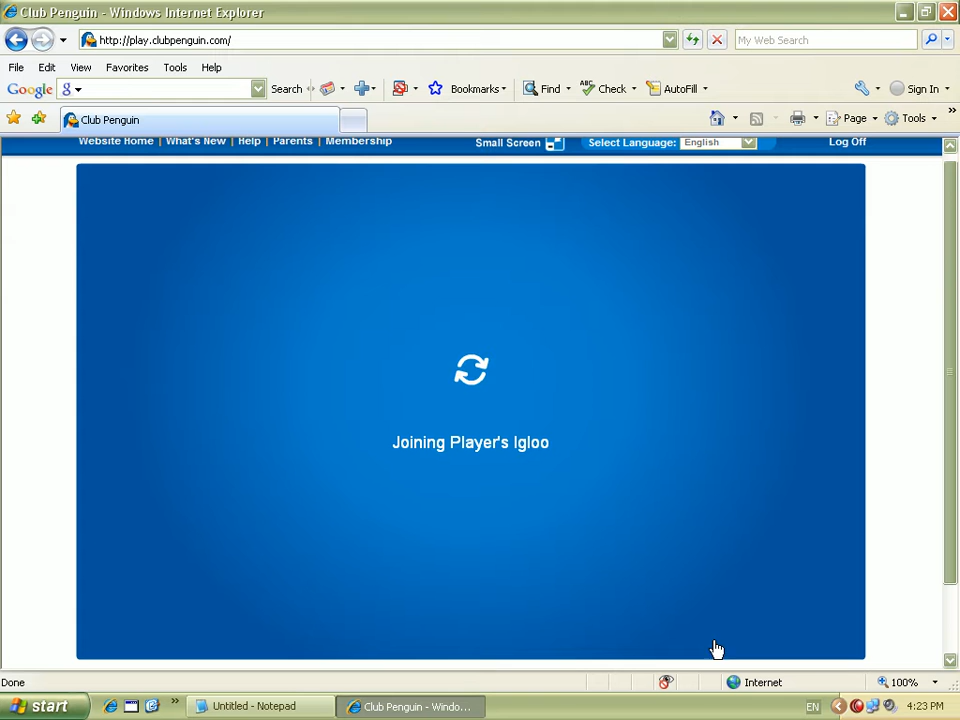 Club Penguin - Windows Internet Explorer
http://play.clubpenguin.com/
My Web Search
File Edit View Favorites Tools Help
Google g Search Bookmarks Find ABC Check AutoFill Sign In
Club Penguin Page Tools
Website Home | What's New | Help | Parents | Membership Small Screen Select Language: English Log Off
Joining Player's Igloo
Done Internet 100%
start Untitled - Notepad Club Penguin - Windo... EN 4:23 PM